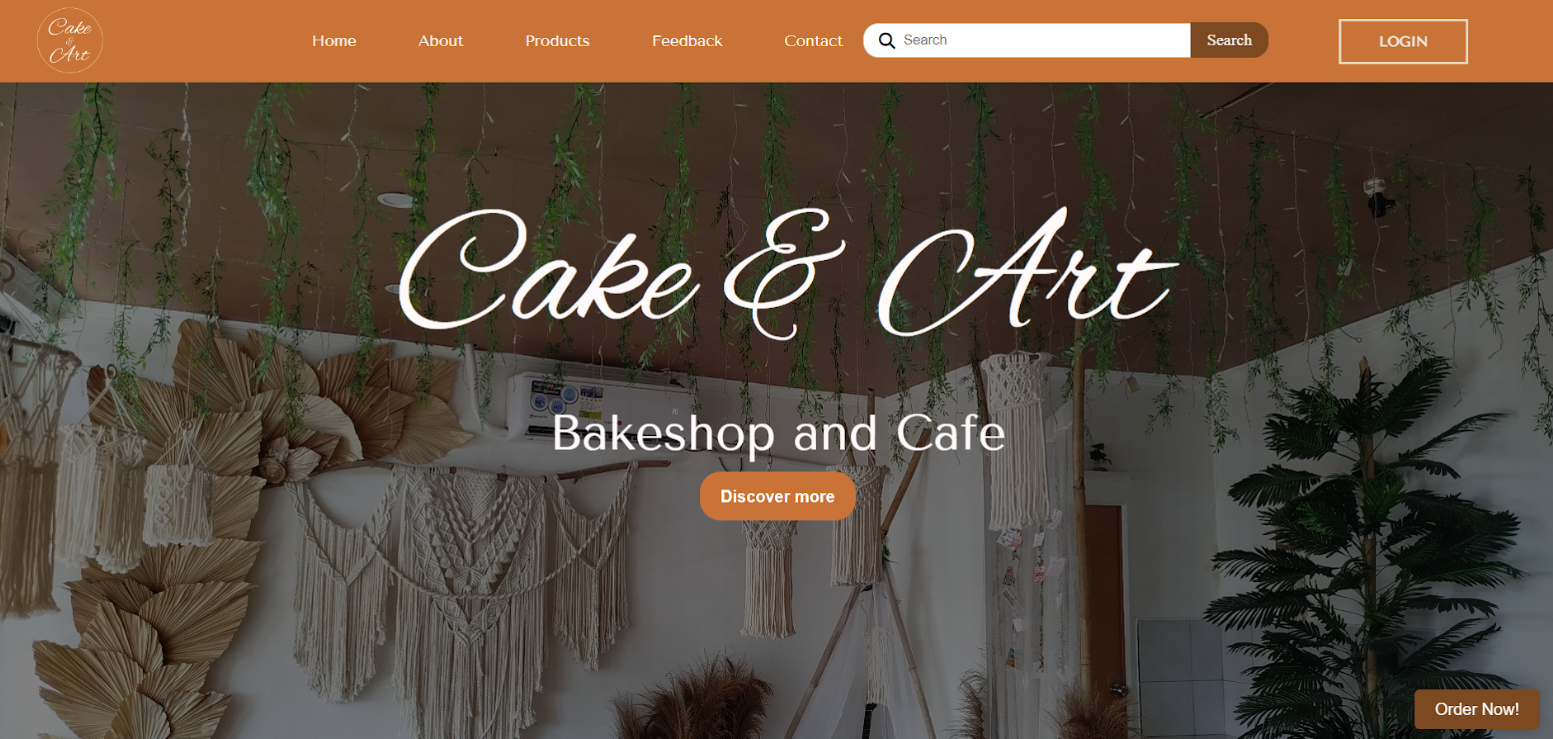 Cake
&
Art
Home
About
Products
Feedback
Contact
Search
Search
LOGIN
Cake & Art
Bakeshop and Cafe
Discover more
Order Now!